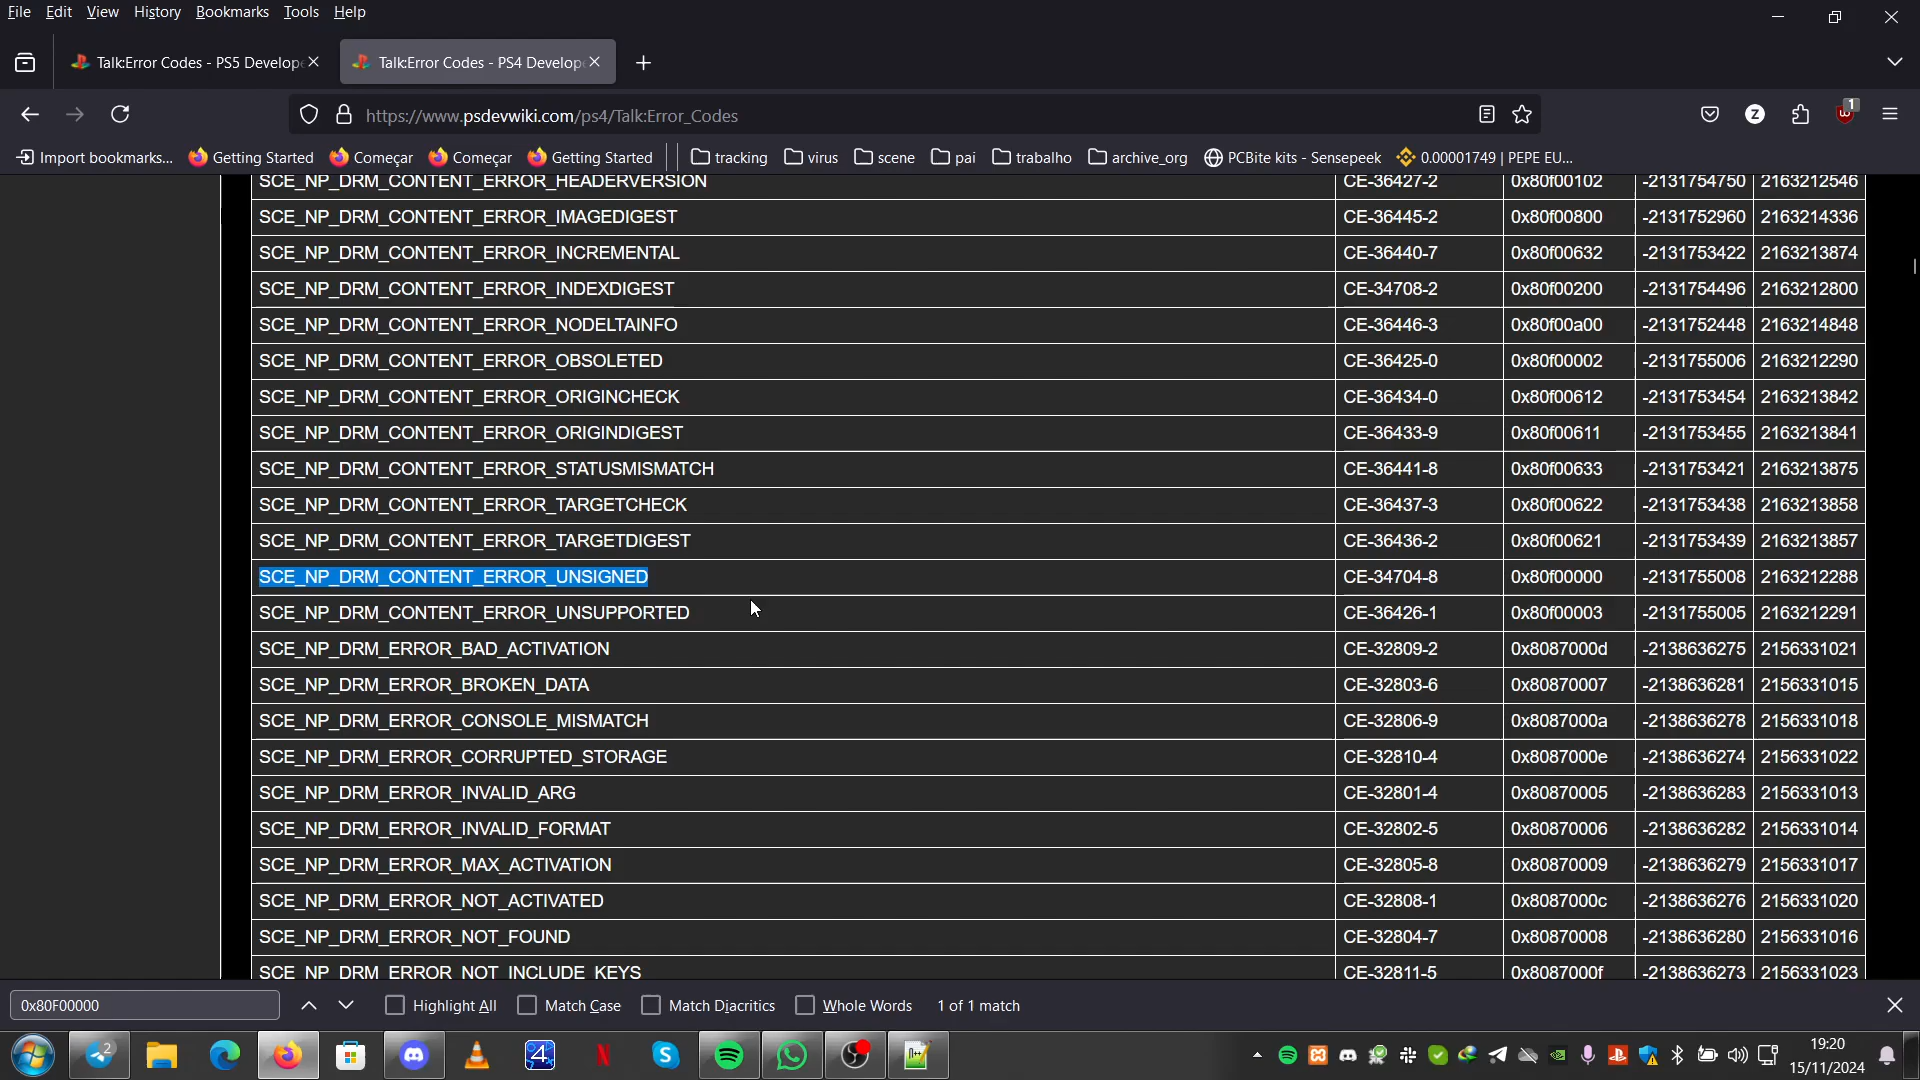 File Edit View History Bookmarks Tools Help
Talk:Error Codes - PS5 Develop
Talk:Error Codes - PS4 Develop
https://www.psdevwiki.com/ps4/Talk:Error_Codes
Z
1
Import bookmarks... Getting Started Começar Começar Getting Started tracking virus scene pai trabalho archive_org PCBite kits - Sensepeek 0.00001749 | PEPE EU...
SCE_NP_DRM_CONTENT_ERROR_HEADERVERSION CE-36427-2 0x80f00102 -2131754750 2163212546
SCE_NP_DRM_CONTENT_ERROR_IMAGEDIGEST CE-36445-2 0x80f00800 -2131752960 2163214336
SCE_NP_DRM_CONTENT_ERROR_INCREMENTAL CE-36440-7 0x80f00632 -2131753422 2163213874
SCE_NP_DRM_CONTENT_ERROR_INDEXDIGEST CE-34708-2 0x80f00200 -2131754496 2163212800
SCE_NP_DRM_CONTENT_ERROR_NODELTAINFO CE-36446-3 0x80f00a00 -2131752448 2163214848
SCE_NP_DRM_CONTENT_ERROR_OBSOLETED CE-36425-0 0x80f00002 -2131755006 2163212290
SCE_NP_DRM_CONTENT_ERROR_ORIGINCHECK CE-36434-0 0x80f00612 -2131753454 2163213842
SCE_NP_DRM_CONTENT_ERROR_ORIGINDIGEST CE-36433-9 0x80f00611 -2131753455 2163213841
SCE_NP_DRM_CONTENT_ERROR_STATUSMISMATCH CE-36441-8 0x80f00633 -2131753421 2163213875
SCE_NP_DRM_CONTENT_ERROR_TARGETCHECK CE-36437-3 0x80f00622 -2131753438 2163213858
SCE_NP_DRM_CONTENT_ERROR_TARGETDIGEST CE-36436-2 0x80f00621 -2131753439 2163213857
SCE_NP_DRM_CONTENT_ERROR_UNSIGNED CE-34704-8 0x80f00000 -2131755008 2163212288
SCE_NP_DRM_CONTENT_ERROR_UNSUPPORTED CE-36426-1 0x80f00003 -2131755005 2163212291
SCE_NP_DRM_ERROR_BAD_ACTIVATION CE-32809-2 0x8087000d -2138636275 2156331021
SCE_NP_DRM_ERROR_BROKEN_DATA CE-32803-6 0x80870007 -2138636281 2156331015
SCE_NP_DRM_ERROR_CONSOLE_MISMATCH CE-32806-9 0x8087000a -2138636278 2156331018
SCE_NP_DRM_ERROR_CORRUPTED_STORAGE CE-32810-4 0x8087000e -2138636274 2156331022
SCE_NP_DRM_ERROR_INVALID_ARG CE-32801-4 0x80870005 -2138636283 2156331013
SCE_NP_DRM_ERROR_INVALID_FORMAT CE-32802-5 0x80870006 -2138636282 2156331014
SCE_NP_DRM_ERROR_MAX_ACTIVATION CE-32805-8 0x80870009 -2138636279 2156331017
SCE_NP_DRM_ERROR_NOT_ACTIVATED CE-32808-1 0x8087000c -2138636276 2156331020
SCE_NP_DRM_ERROR_NOT_FOUND CE-32804-7 0x80870008 -2138636280 2156331016
SCE_NP_DRM_ERROR_NOT_INCLUDE_KEYS CE-32811-5 0x8087000f -2138636273 2156331023
0x80F00000 Highlight All Match Case Match Diacritics Whole Words 1 of 1 match
2
4
19:20
15/11/2024